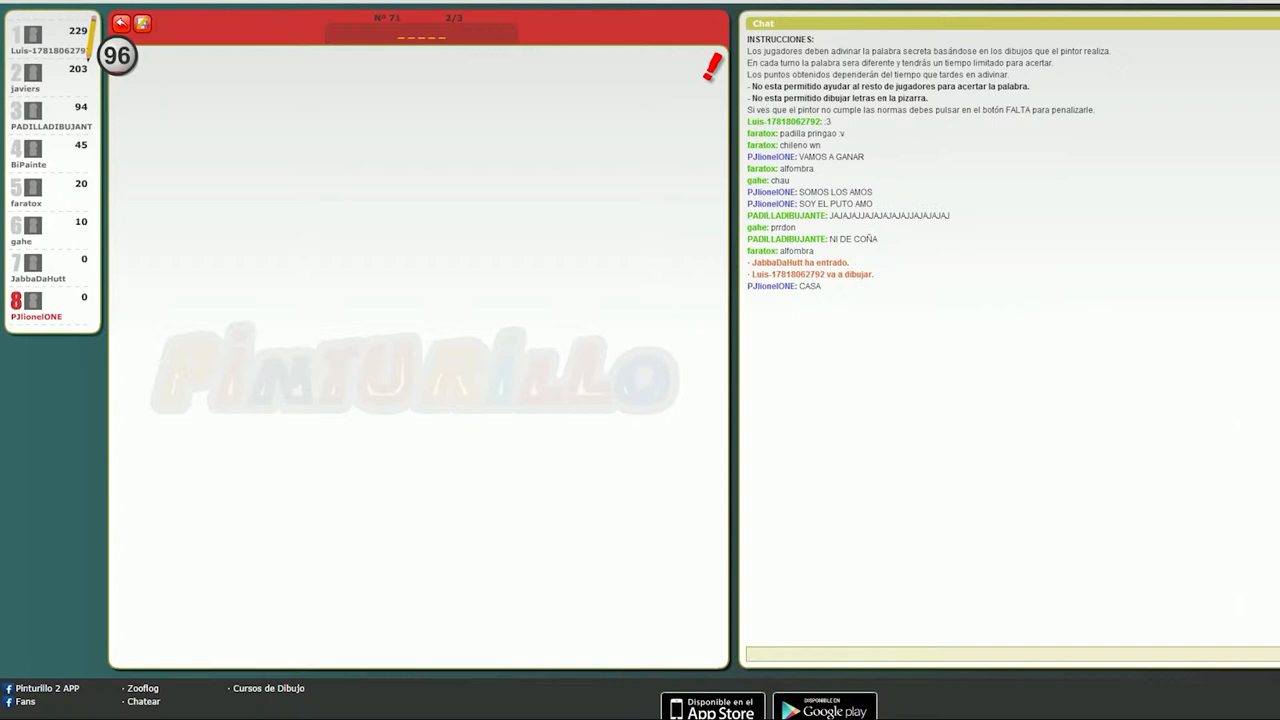 1 229
Luis-1781806279
2 203
javiers
3 94
PADILLADIBUJANT
4 45
BiPainte
5 20
faratox
6 10
gahe
7 0
JabbaDaHutt
8 0
PJlionelONE
96
Nº 71 2/3
_ _ _ _ _
!
PINTURILLO
Chat
INSTRUCCIONES:
Los jugadores deben adivinar la palabra secreta basándose en los dibujos que el pintor realiza.
En cada turno la palabra sera diferente y tendrás un tiempo limitado para acertar.
Los puntos obtenidos dependerán del tiempo que tardes en adivinar.
- No esta permitido ayudar al resto de jugadores para acertar la palabra.
- No esta permitido dibujar letras en la pizarra.
Si ves que el pintor no cumple las normas debes pulsar en el botón FALTA para penalizarle.
Luis-17818062792: :3
faratox: padilla pringao :v
faratox: chileno wn
PJlionelONE: VAMOS A GANAR
faratox: alfombra
gahe: chau
PJlionelONE: SOMOS LOS AMOS
PJlionelONE: SOY EL PUTO AMO
PADILLADIBUJANTE: JAJAJAJJAJAJAJAJJAJAJAJAJ
gahe: prrdon
PADILLADIBUJANTE: NI DE COÑA
faratox: alfombra
· JabbaDaHutt ha entrado.
· Luis-17818062792 va a dibujar.
PJlionelONE: CASA
Pinturillo 2 APP · Zooflog · Cursos de Dibujo
Fans · Chatear
Disponible en el
App Store
DISPONIBLE EN
Google play